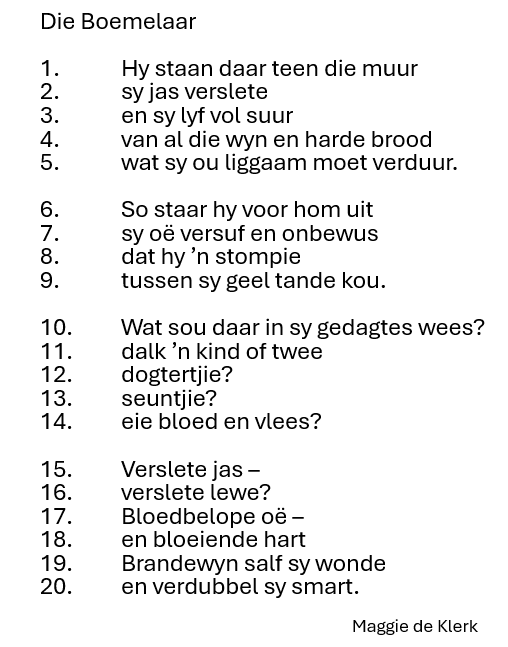 Die Boemelaar
1. Hy staan daar teen die muur
2. sy jas verslete
3. en sy lyf vol suur
4. van al die wyn en harde brood
5. wat sy ou liggaam moet verduur.
6. So staar hy voor hom uit
7. sy oë versuf en onbewus
8. dat hy ’n stompie
9. tussen sy geel tande kou.
10. Wat sou daar in sy gedagtes wees?
11. dalk ’n kind of twee
12. dogtertjie?
13. seuntjie?
14. eie bloed en vlees?
15. Verslete jas –
16. verslete lewe?
17. Bloedbelope oë –
18. en bloeiende hart
19. Brandewyn salf sy wonde
20. en verdubbel sy smart.
Maggie de Klerk